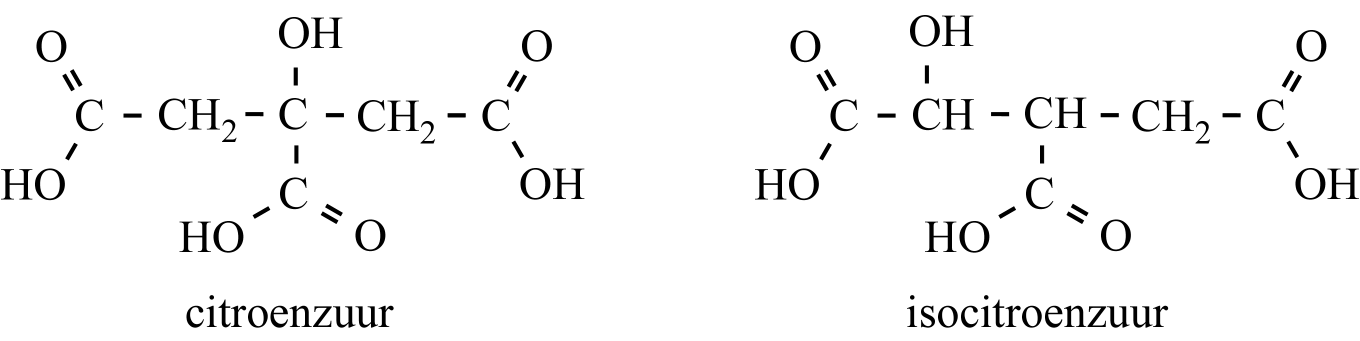 OH OH
O O O O
C – CH₂ – C – CH₂ – C C – CH – CH – CH₂ – C
HO C OH HO C OH
HO O HO O
citroenzuur isocitroenzuur